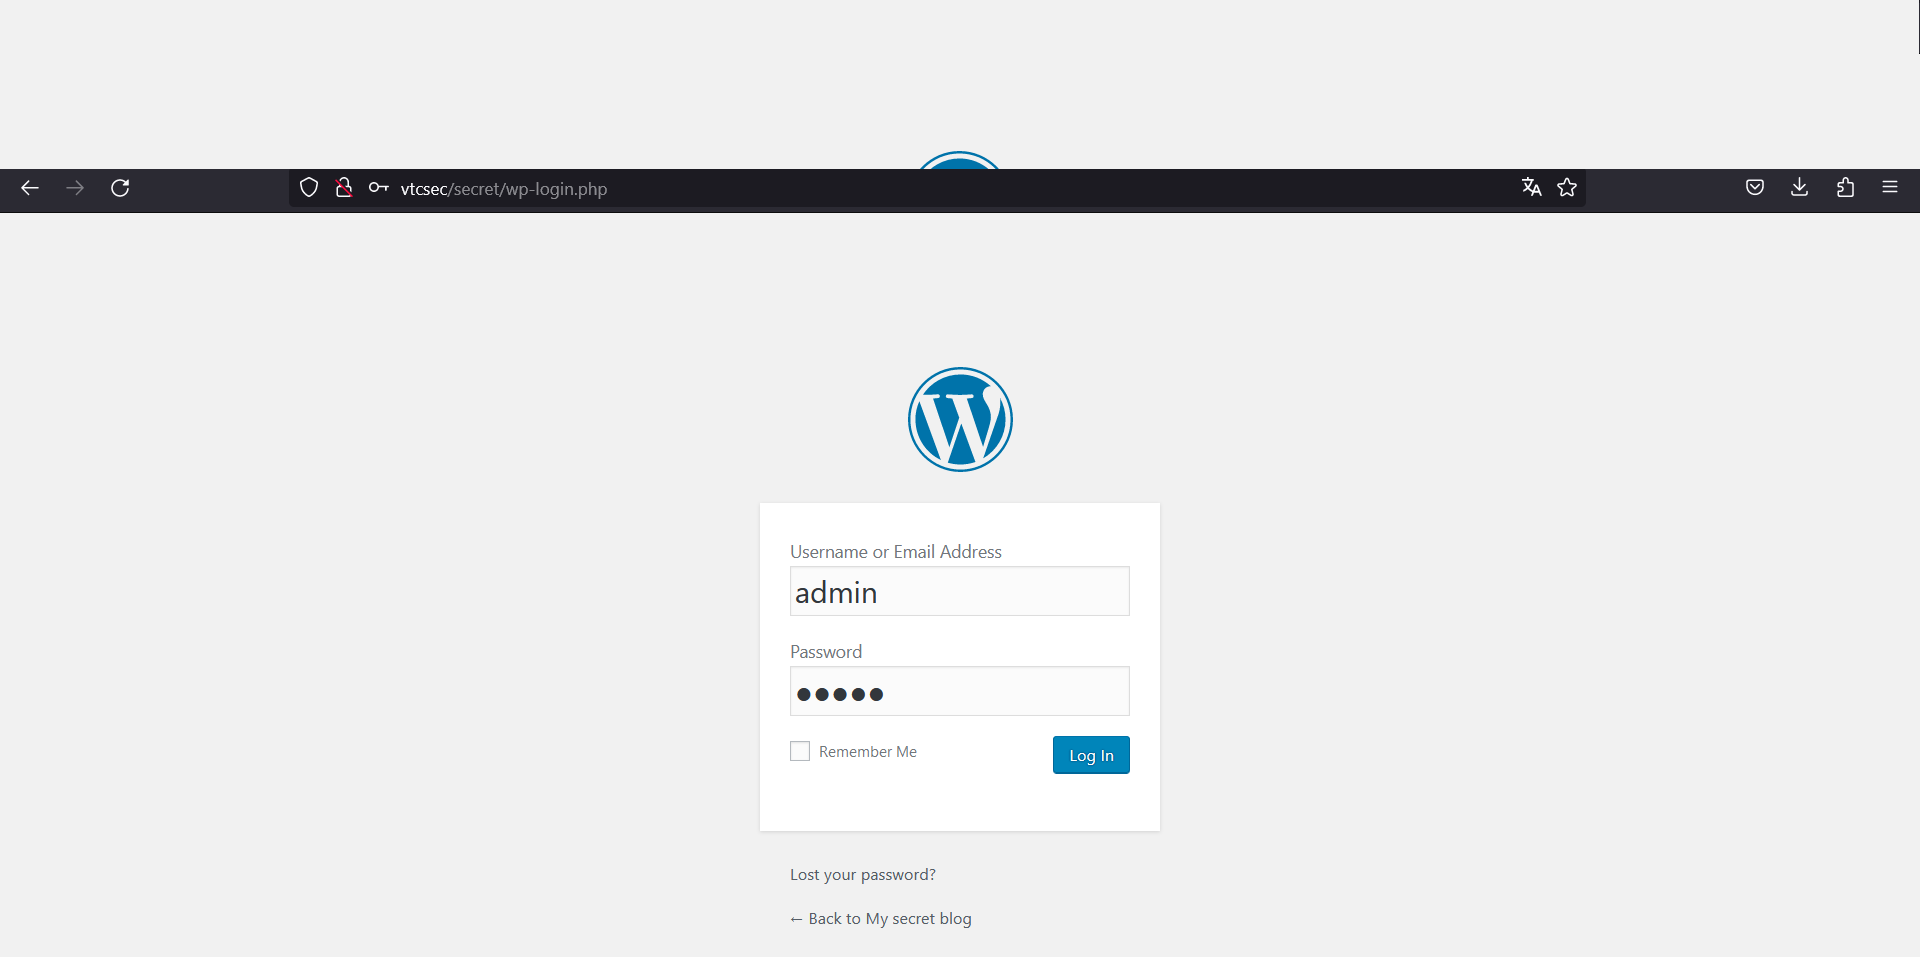 vtcsec/secret/wp-login.php
Username or Email Address
admin
Password
●●●●●
Remember Me
Log In
Lost your password?
← Back to My secret blog